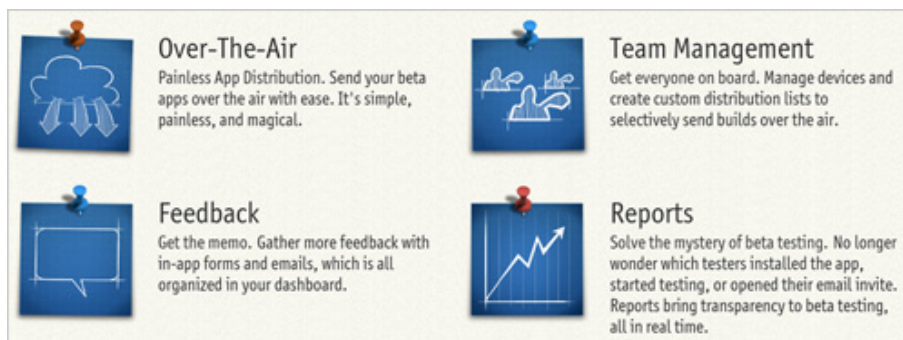 Over-The-Air
Painless App Distribution. Send your beta
apps over the air with ease. It's simple,
painless, and magical.
Team Management
Get everyone on board. Manage devices and
create custom distribution lists to
selectively send builds over the air.
Feedback
Get the memo. Gather more feedback with
in-app forms and emails, which is all
organized in your dashboard.
Reports
Solve the mystery of beta testing. No longer
wonder which testers installed the app,
started testing, or opened their email invite.
Reports bring transparency to beta testing,
all in real time.